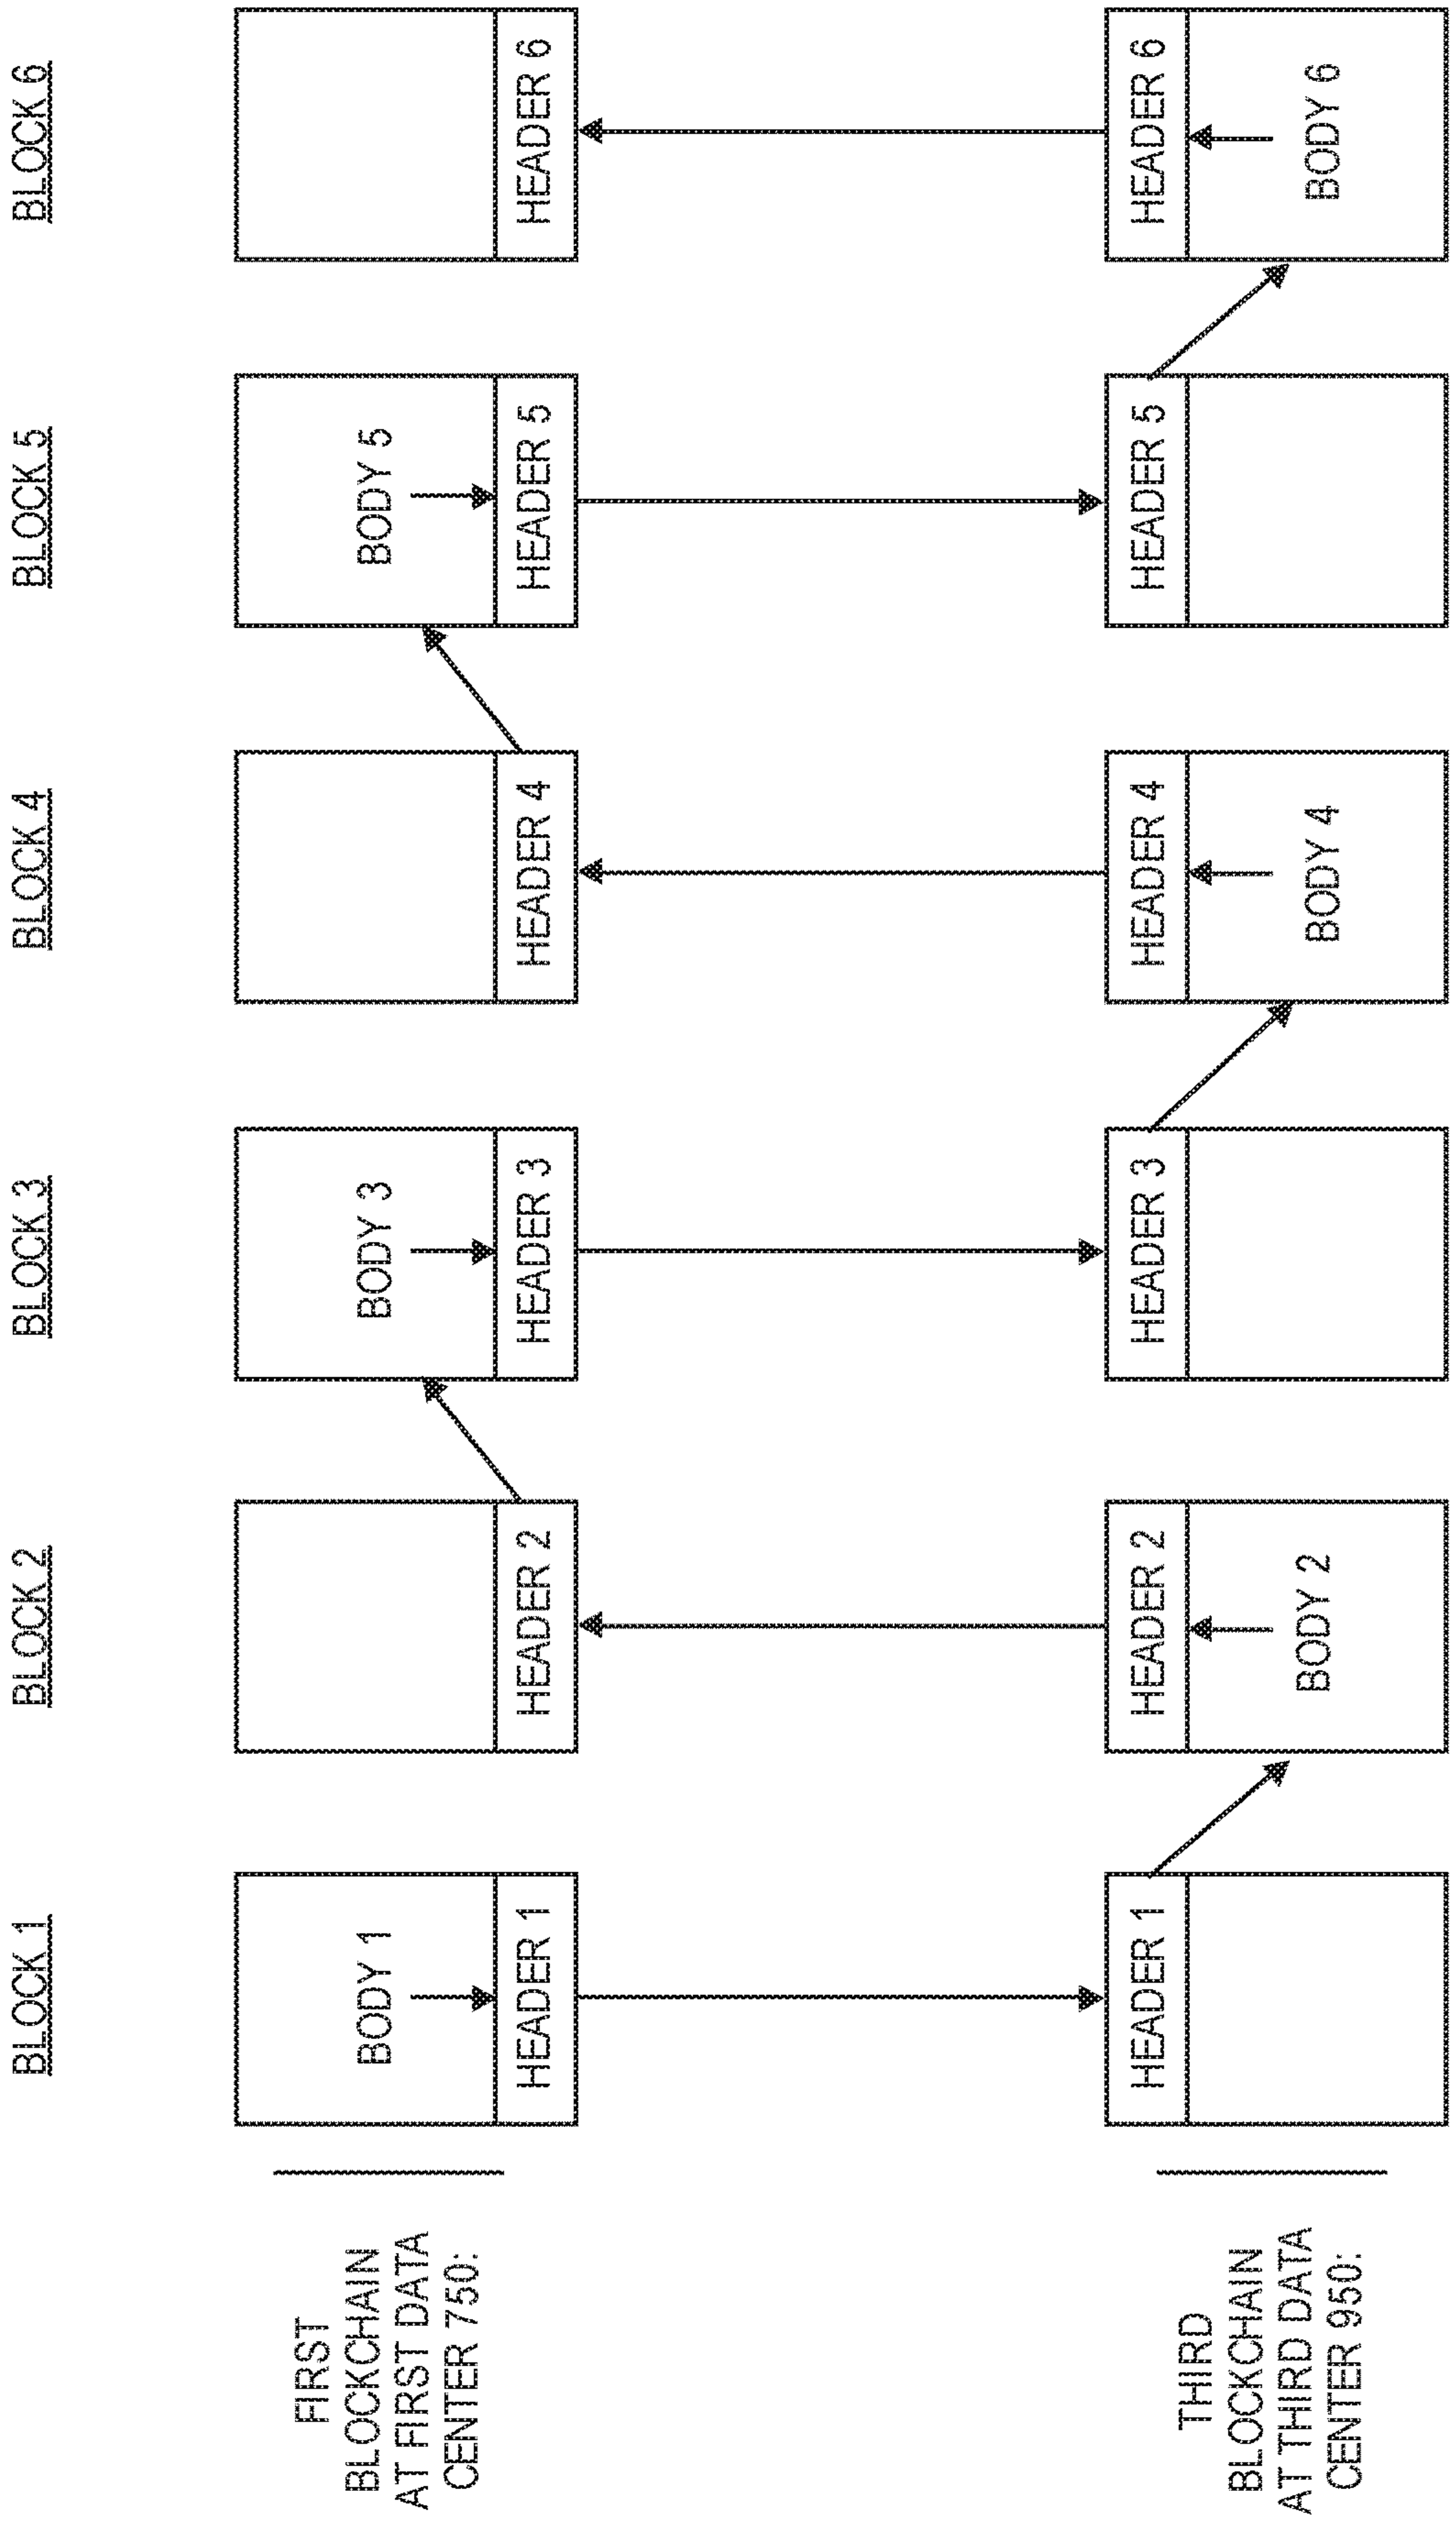 BLOCK 1
BLOCK 2
BLOCK 3
BLOCK 4
BLOCK 5
BLOCK 6
FIRST
BLOCKCHAIN
AT FIRST DATA
CENTER 750:
BODY 1
HEADER 1
HEADER 2
BODY 3
HEADER 3
HEADER 4
BODY 5
HEADER 5
HEADER 6
THIRD
BLOCKCHAIN
AT THIRD DATA
CENTER 950:
HEADER 1
HEADER 2
BODY 2
HEADER 3
HEADER 4
BODY 4
HEADER 5
HEADER 6
BODY 6